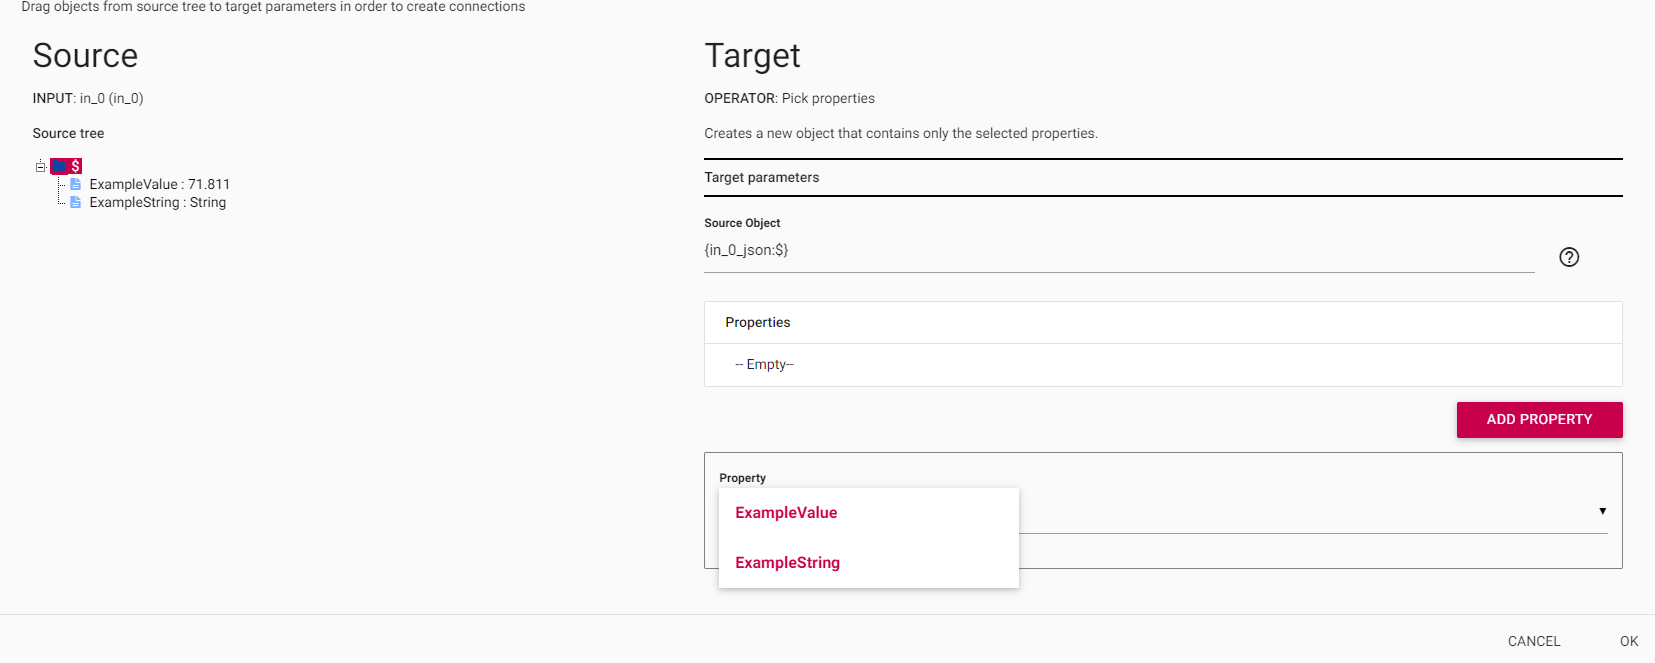 Drag objects from source tree to target parameters in order to create connections
Source
INPUT: in_0 (in_0)
Source tree
$
ExampleValue : 71.811
ExampleString : String
Target
OPERATOR: Pick properties
Creates a new object that contains only the selected properties.
Target parameters
Source Object
{in_0_json:$}
?
Properties
-- Empty--
ADD PROPERTY
Property
ExampleValue
ExampleString
CANCEL
OK